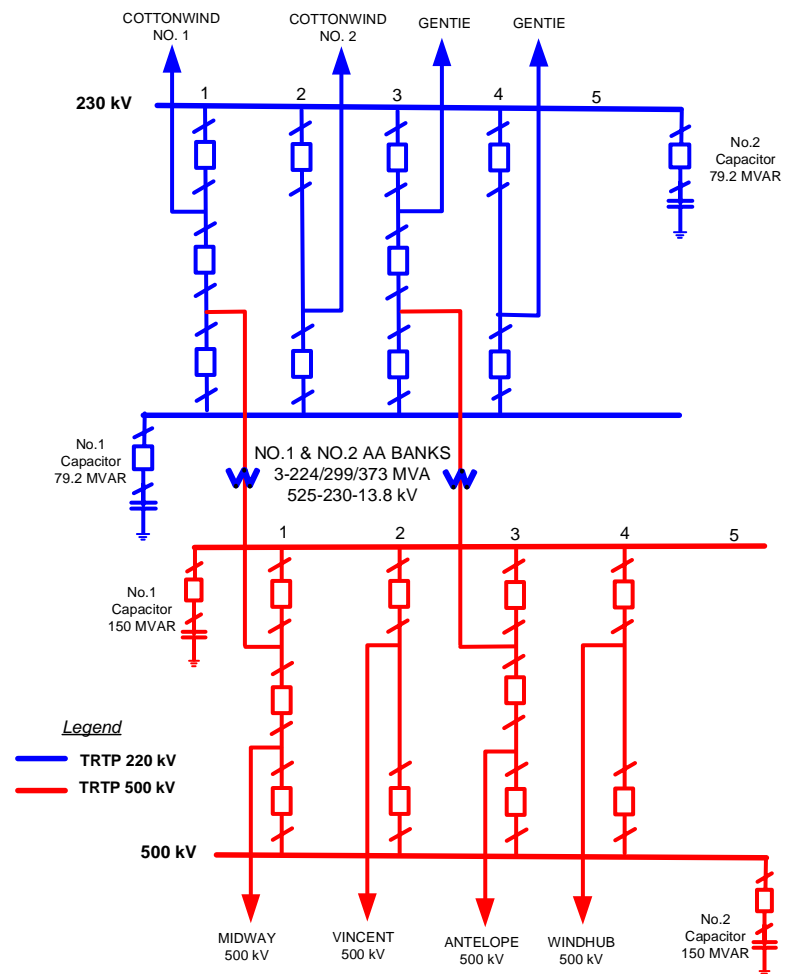 COTTONWIND
NO. 1
COTTONWIND
NO. 2
GENTIE
GENTIE
230 kV
1
2
3
4
5
No.2
Capacitor
79.2 MVAR
No.1
Capacitor
79.2 MVAR
NO.1 & NO.2 AA BANKS
3-224/299/373 MVA
525-230-13.8 kV
1
2
3
4
5
No.1
Capacitor
150 MVAR
Legend
TRTP 220 kV
TRTP 500 kV
500 kV
MIDWAY
500 kV
VINCENT
500 kV
ANTELOPE
500 kV
WINDHUB
500 kV
No.2
Capacitor
150 MVAR